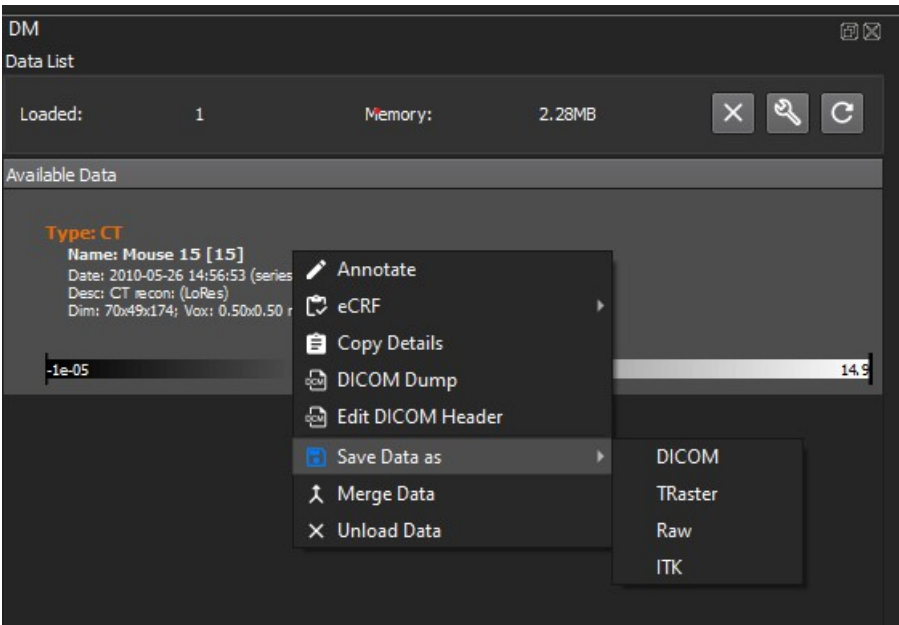 DM
Data List
Loaded: 1 Memory: 2.28MB
Available Data
Type: CT
Name: Mouse 15 [15]
Date: 2010-05-26 14:56:53 (series
Desc: CT recon: (LoRes)
Dim: 70x49x174; Vox: 0.50x0.50
-1e-05 14.9
Annotate
eCRF
Copy Details
DICOM Dump
Edit DICOM Header
Save Data as
Merge Data
Unload Data
DICOM
TRaster
Raw
ITK